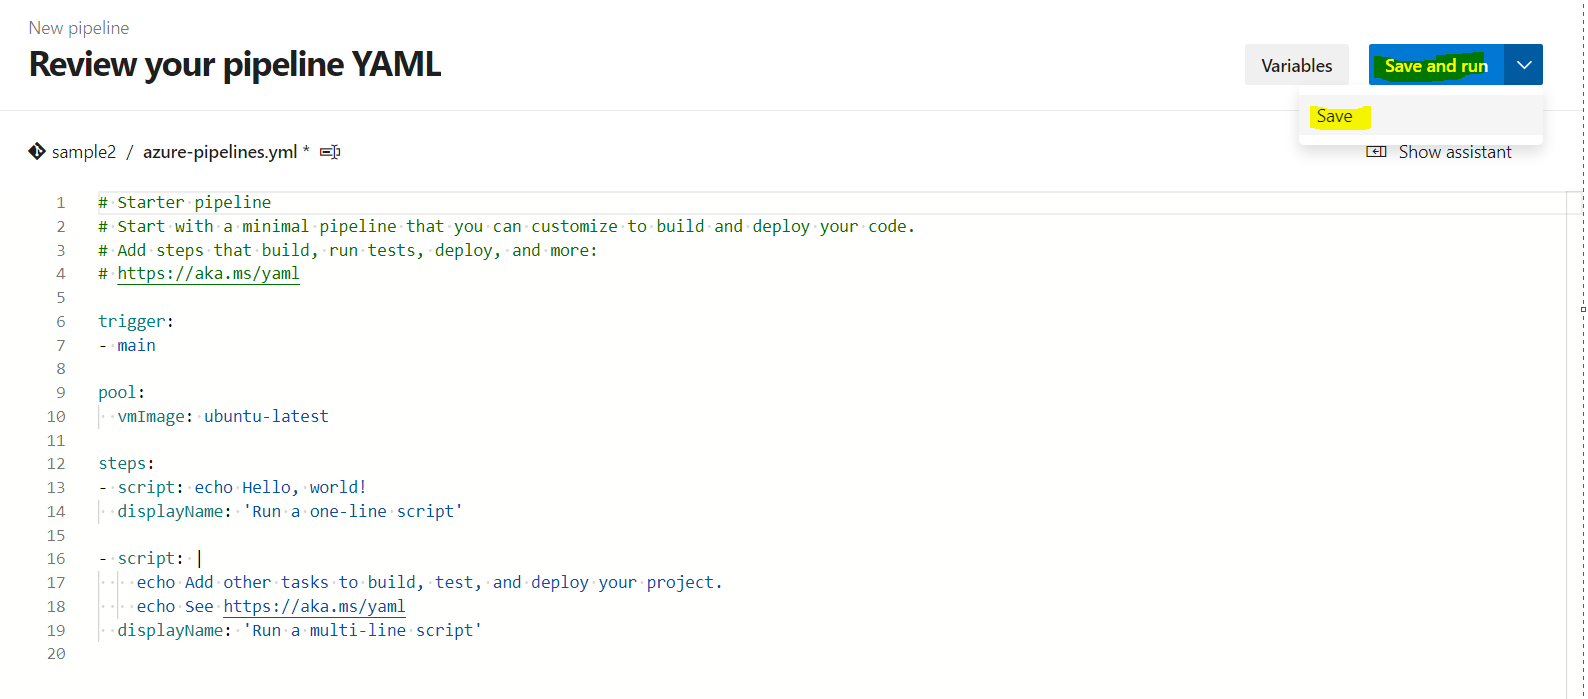 New pipeline
Review your pipeline YAML
Variables
Save and run
Save
sample2 / azure-pipelines.yml *
Show assistant
1 # Starter pipeline
2 # Start with a minimal pipeline that you can customize to build and deploy your code.
3 # Add steps that build, run tests, deploy, and more:
4 # https://aka.ms/yaml
5
6 trigger:
7 - main
8
9 pool:
10   vmImage: ubuntu-latest
11
12 steps:
13 - script: echo Hello, world!
14   displayName: 'Run a one-line script'
15
16 - script: |
17     echo Add other tasks to build, test, and deploy your project.
18     echo See https://aka.ms/yaml
19   displayName: 'Run a multi-line script'
20